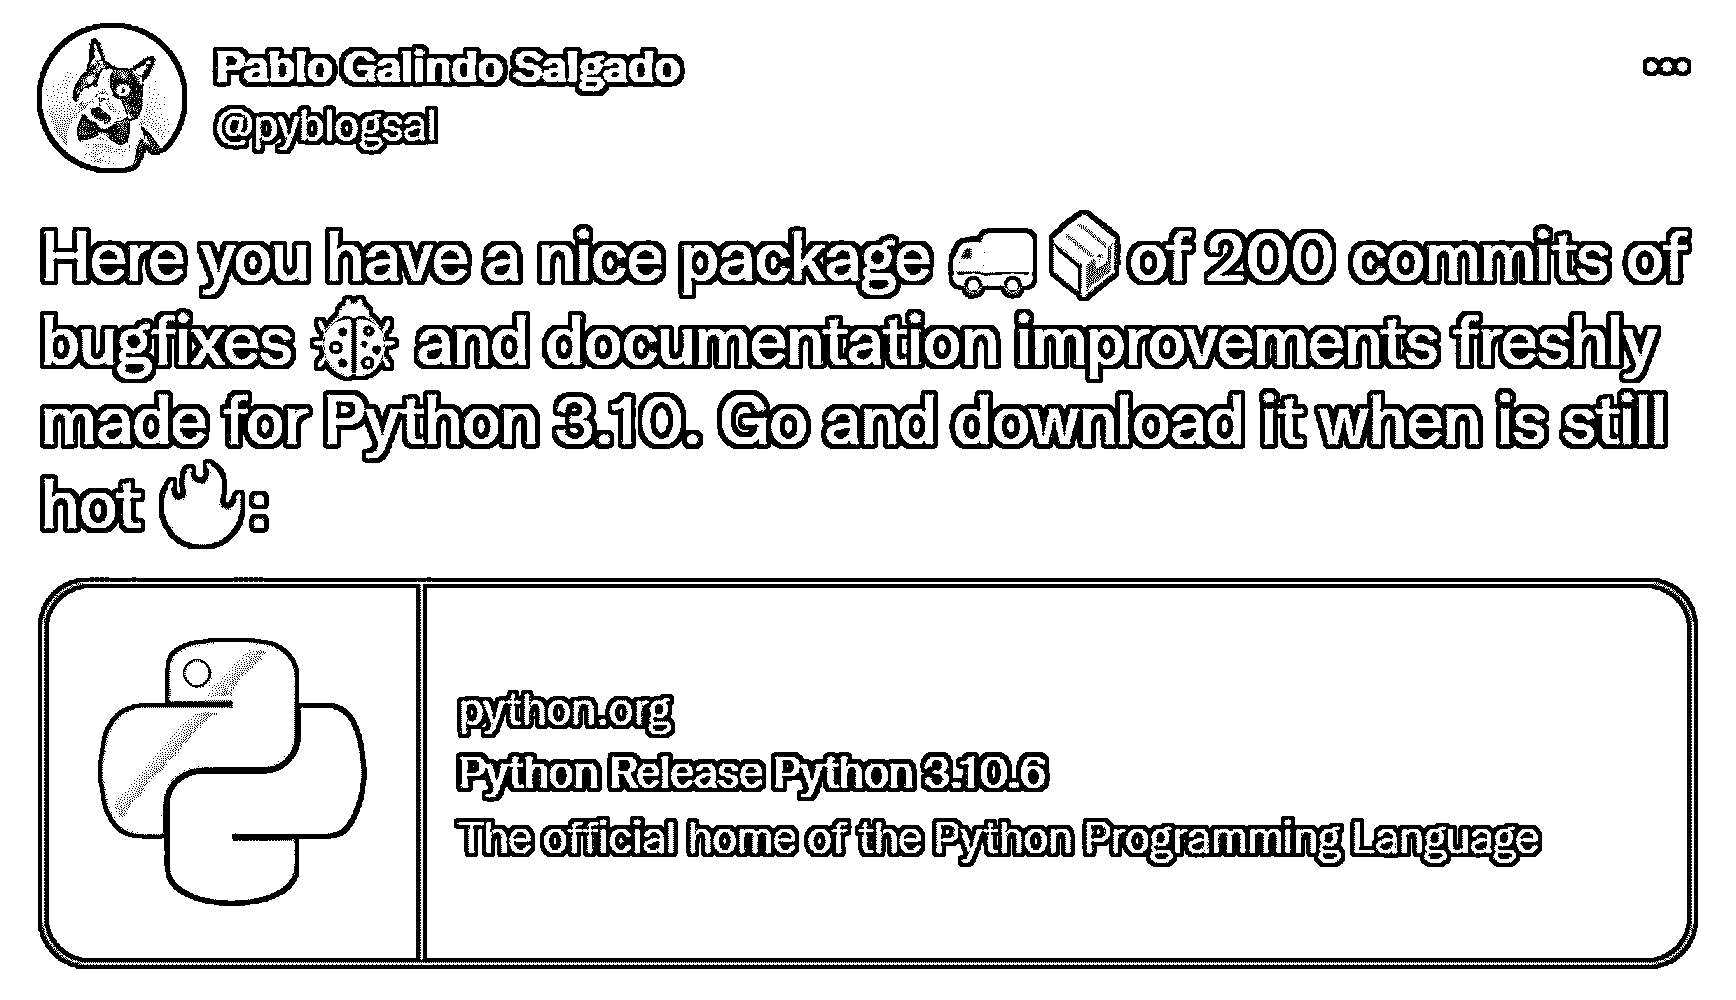 Pablo Galindo Salgado
@pyblogsal
Here you have a nice package 🚚📦 of 200 commits of
bugfixes 🐞 and documentation improvements freshly
made for Python 3.10. Go and download it when is still
hot 🔥:
python.org
Python Release Python 3.10.6
The official home of the Python Programming Language